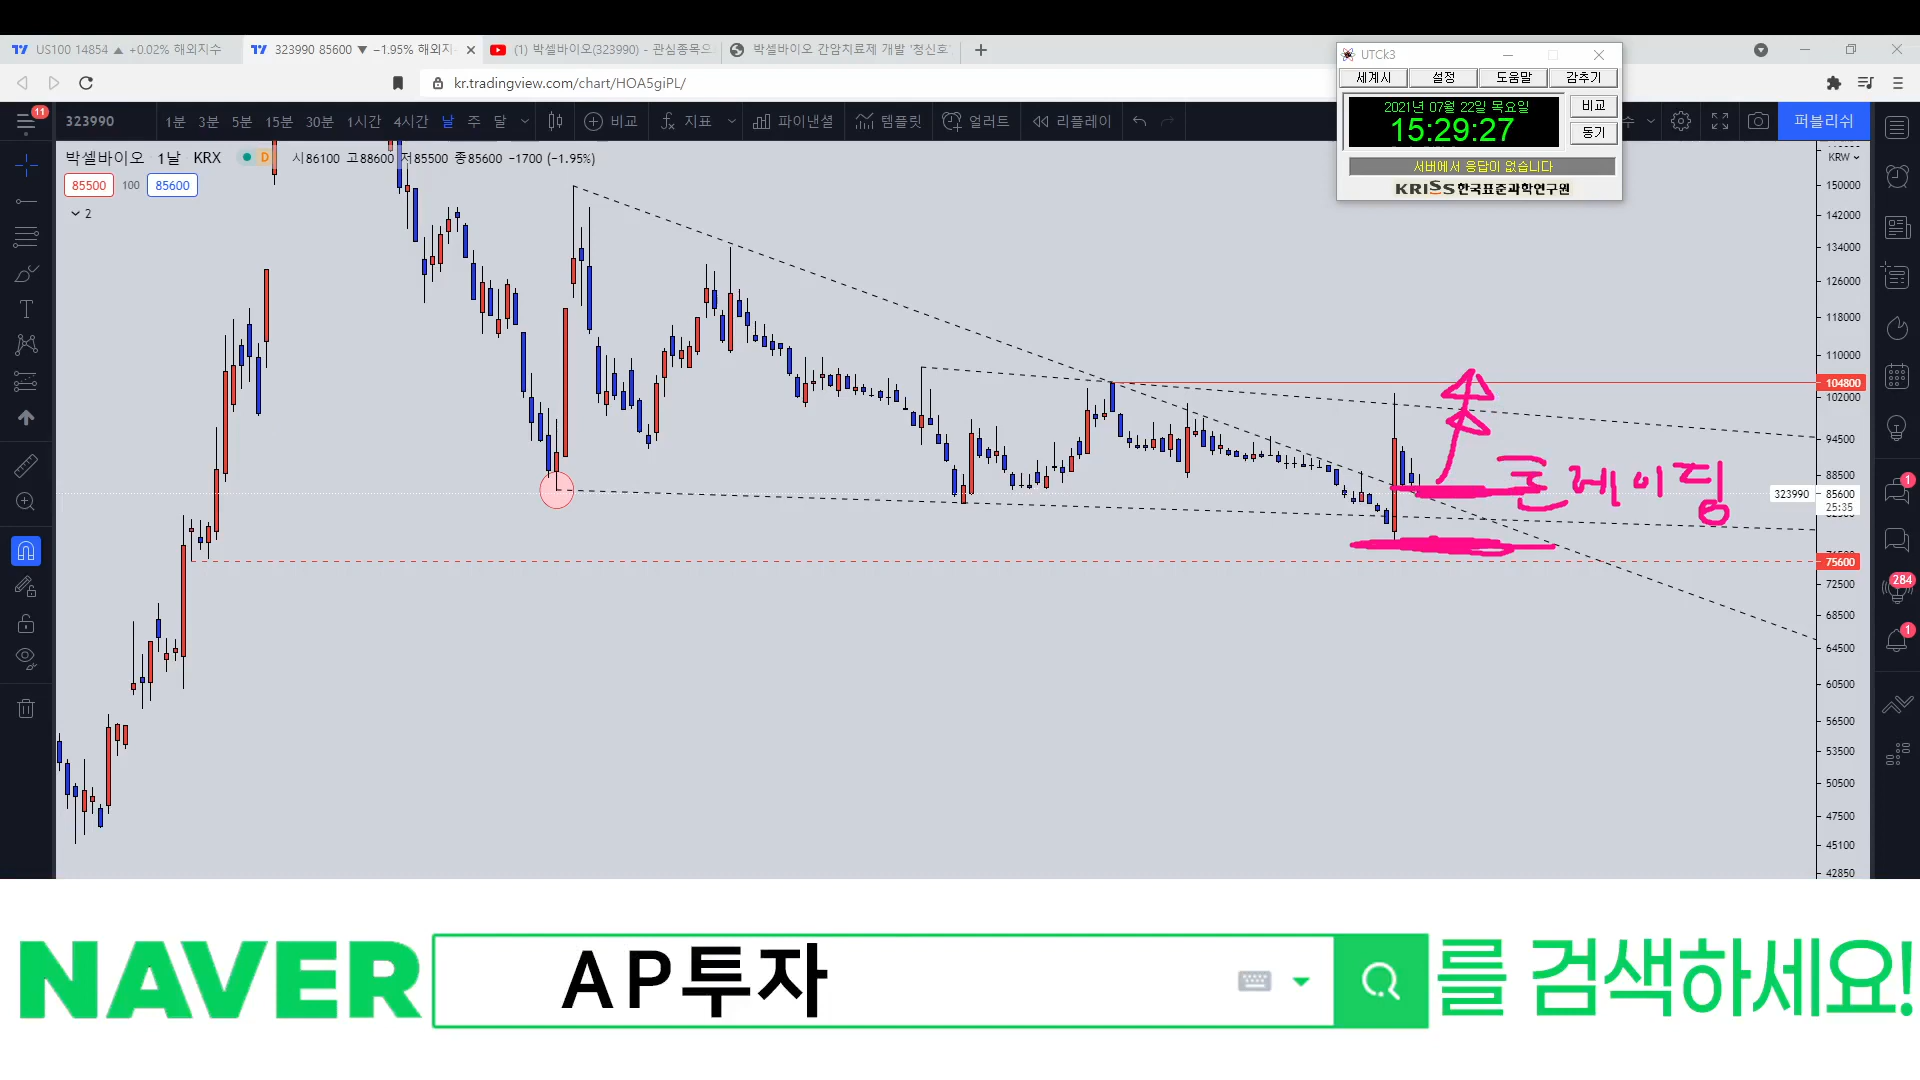 US100 14854 ▲ +0.02% 해외지수
323990 85600 ▼ −1.95% 해외지
(1) 박셀바이오(323990) - 관심종목으
박셀바이오 간암치료제 개발 '청신호'
kr.tradingview.com/chart/HOA5giPL/
UTCk3
세계시 설정 도움말 감추기
2021년 07월 22일 목요일
15:29:27
비교
동기
서버에서 응답이 없습니다
KRISS한국표준과학연구원
11
323990
1분 3분 5분 15분 30분 1시간 4시간 날 주 달
비교
지표
파이낸셜
템플릿
얼러트
리플레이
수
퍼블리쉬
박셀바이오 1날 KRX D 시86100 고88600 저85500 종85600 −1700 (−1.95%)
85500 100 85600
2
KRW
150000
142000
134000
126000
118000
110000
104800
102000
94500
88500
323990 85600
25:35
75600
72500
68500
64500
60500
56500
53500
50500
47500
45100
42850
트레이딩
1
284
1
NAVER AP투자 를 검색하세요!